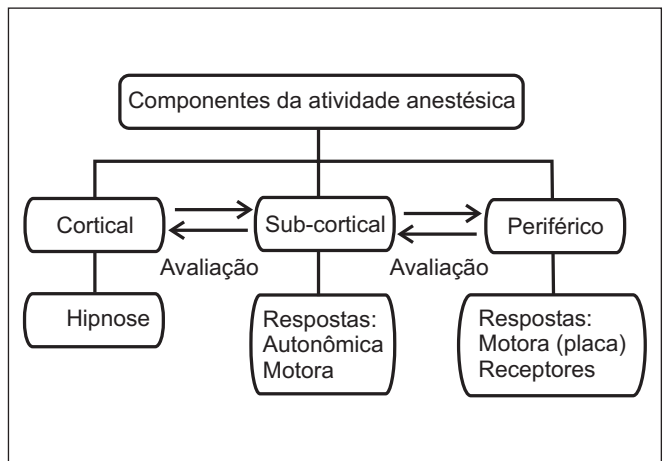 Componentes da atividade anestésica
Cortical
Sub-cortical
Periférico
Avaliação
Avaliação
Hipnose
Respostas:
Autonômica
Motora
Respostas:
Motora (placa)
Receptores